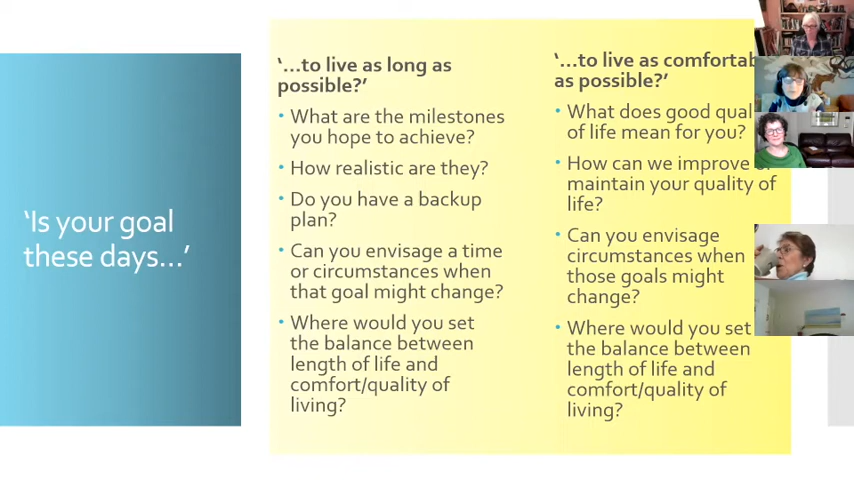 ‘Is your goal
these days...’
‘...to live as long as
possible?’
• What are the milestones
you hope to achieve?
• How realistic are they?
• Do you have a backup
plan?
• Can you envisage a time
or circumstances when
that goal might change?
• Where would you set
the balance between
length of life and
comfort/quality of
living?
‘...to live as comfortab
as possible?’
• What does good qual
of life mean for you?
• How can we improve
maintain your quality of
life?
• Can you envisage
circumstances when
those goals might
change?
• Where would you set
the balance between
length of life and
comfort/quality of
living?